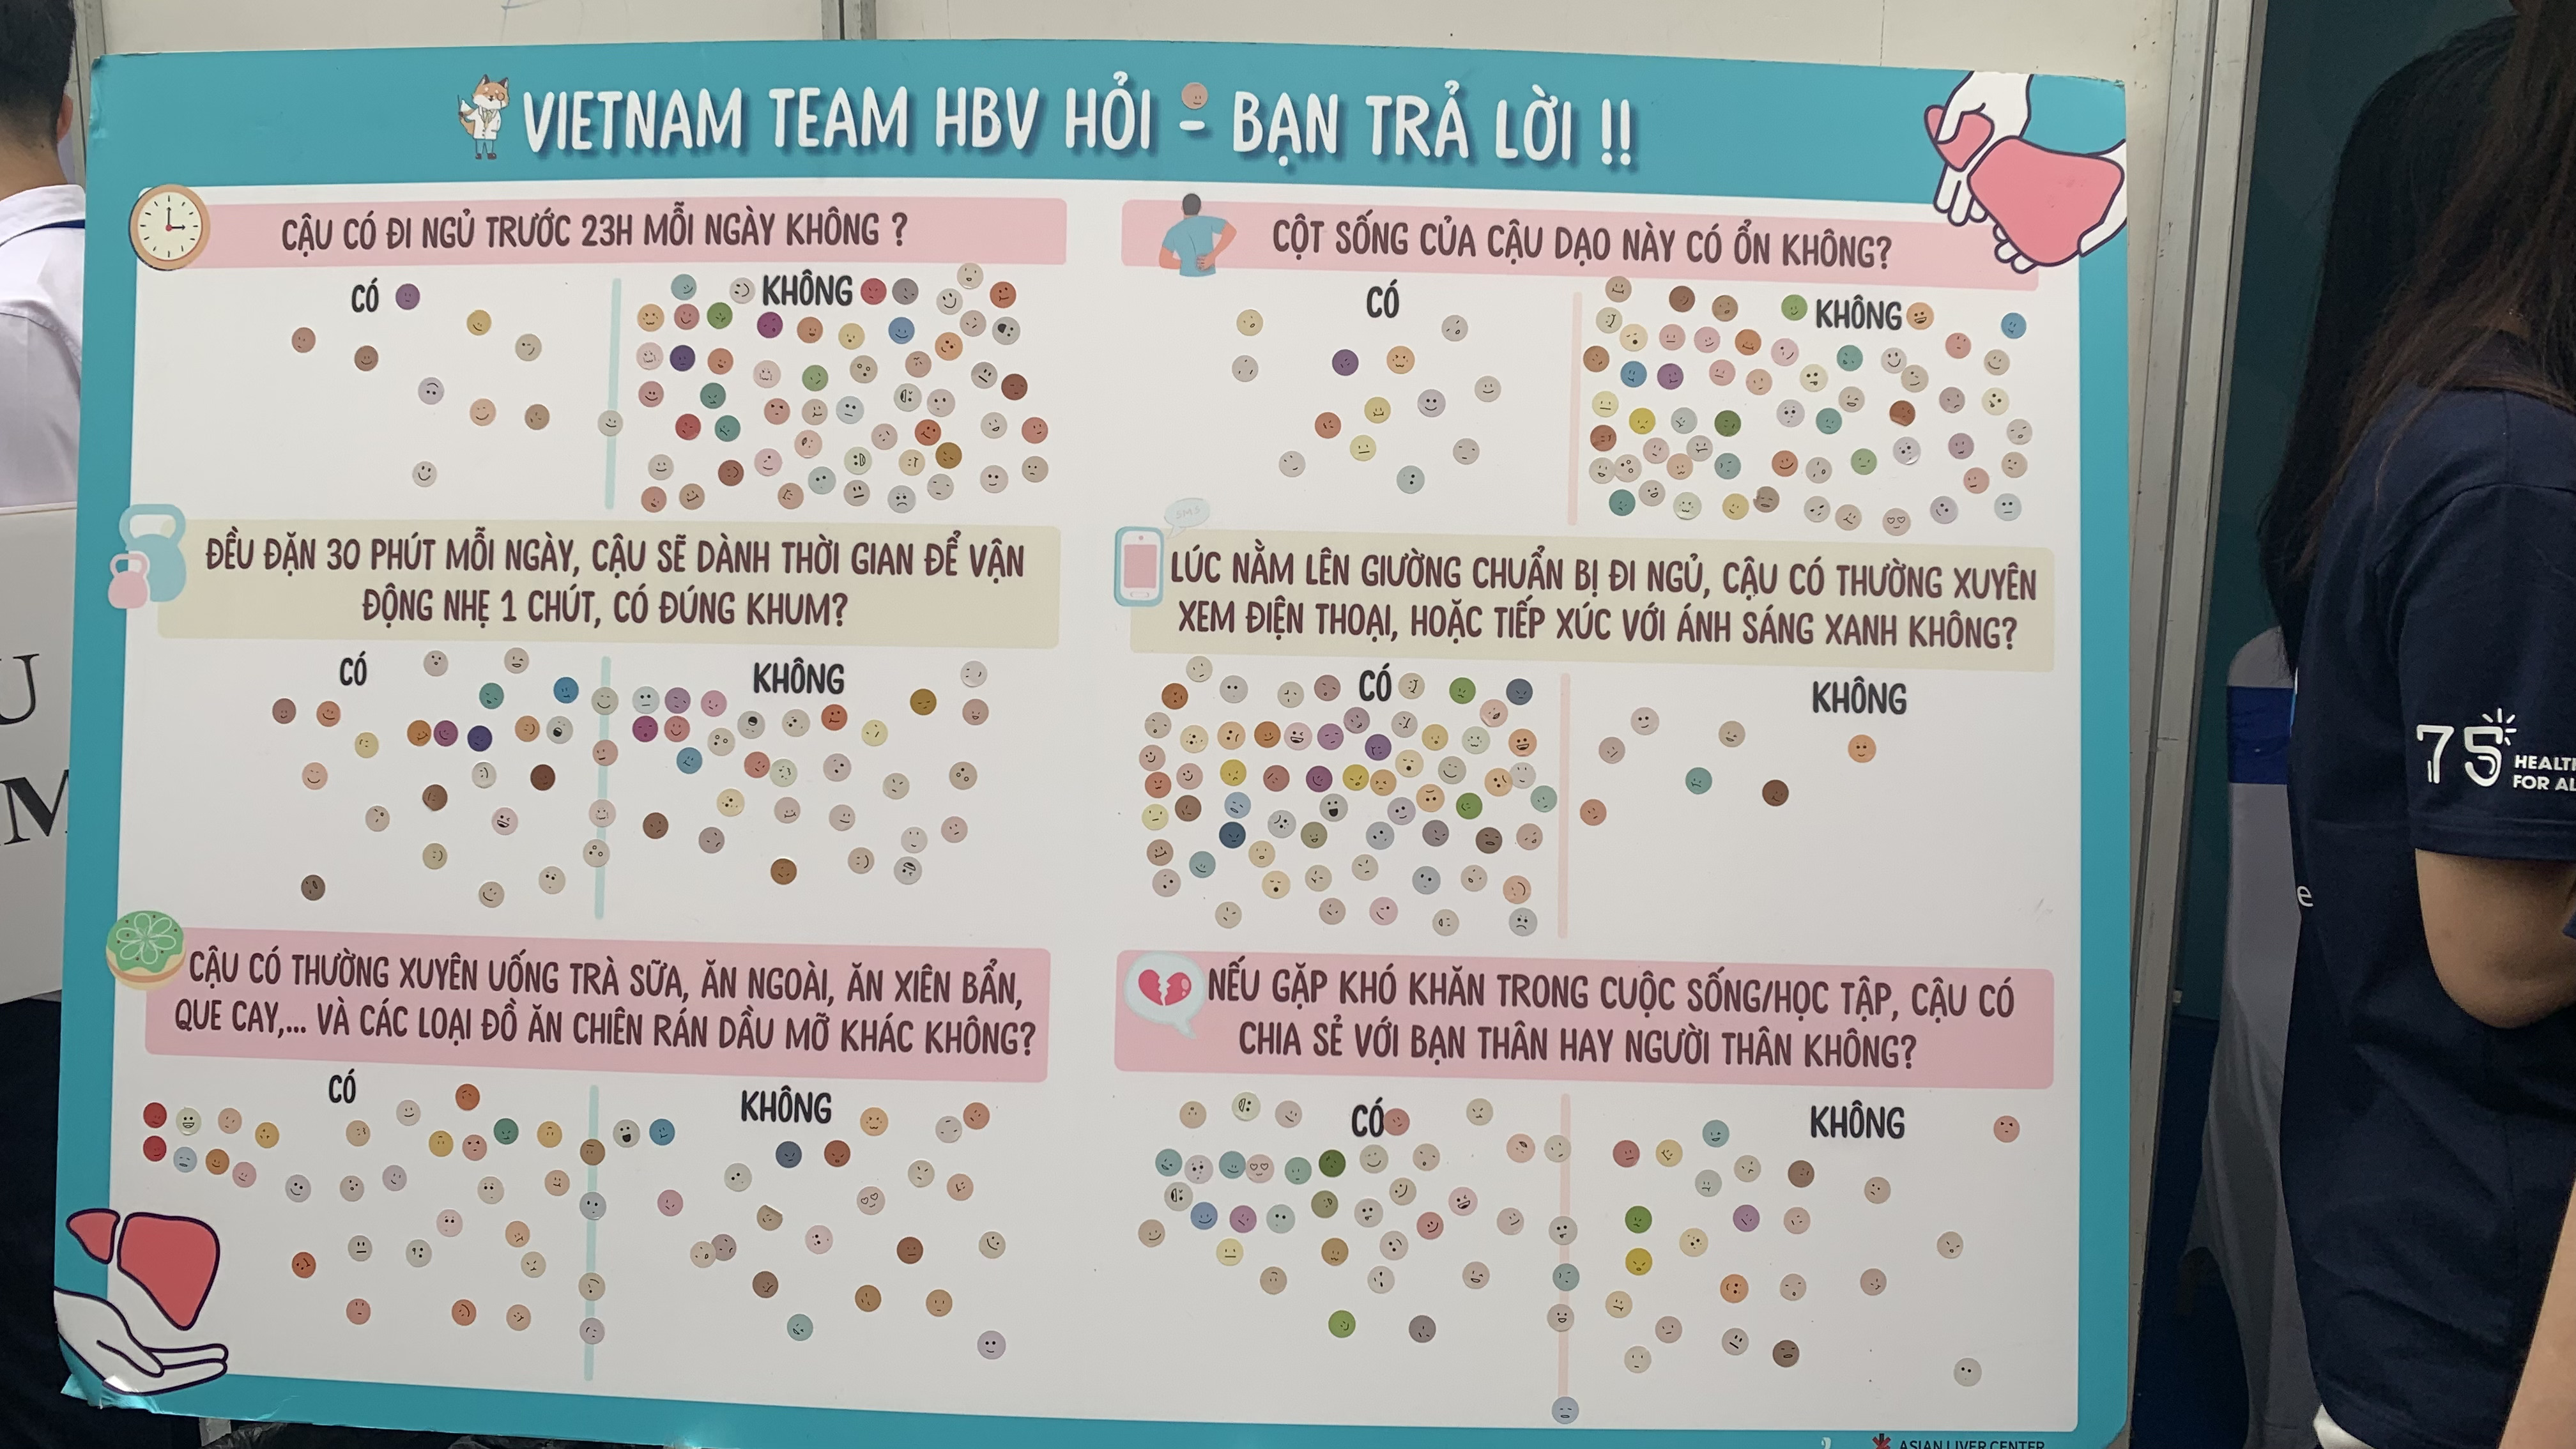 VIETNAM TEAM HBV HỎI - BẠN TRẢ LỜI !!
CẬU CÓ ĐI NGỦ TRƯỚC 23H MỖI NGÀY KHÔNG ?
CÓ
KHÔNG
CỘT SỐNG CỦA CẬU DẠO NÀY CÓ ỔN KHÔNG?
CÓ
KHÔNG
ĐỀU ĐẶN 30 PHÚT MỖI NGÀY, CẬU SẼ DÀNH THỜI GIAN ĐỂ VẬN
ĐỘNG NHẸ 1 CHÚT, CÓ ĐÚNG KHUM?
CÓ
KHÔNG
SMS
LÚC NẰM LÊN GIƯỜNG CHUẨN BỊ ĐI NGỦ, CẬU CÓ THƯỜNG XUYÊN
XEM ĐIỆN THOẠI, HOẶC TIẾP XÚC VỚI ÁNH SÁNG XANH KHÔNG?
CÓ
KHÔNG
CẬU CÓ THƯỜNG XUYÊN UỐNG TRÀ SỮA, ĂN NGOÀI, ĂN XIÊN BẨN,
QUE CAY,... VÀ CÁC LOẠI ĐỒ ĂN CHIÊN RÁN DẦU MỠ KHÁC KHÔNG?
CÓ
KHÔNG
NẾU GẶP KHÓ KHĂN TRONG CUỘC SỐNG/HỌC TẬP, CẬU CÓ
CHIA SẺ VỚI BẠN THÂN HAY NGƯỜI THÂN KHÔNG?
CÓ
KHÔNG
ASIAN LIVER CENTER
75
HEALTH
FOR AL
U
M
e